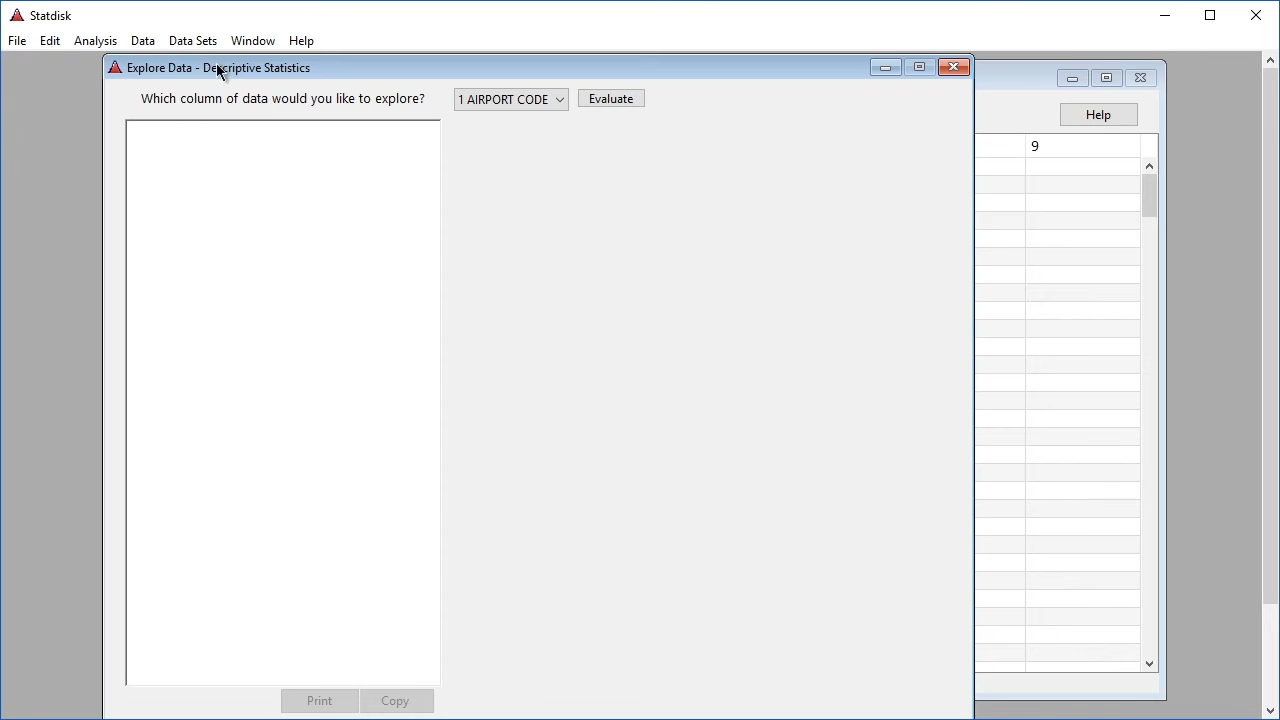 Statdisk
File Edit Analysis Data Data Sets Window Help
Explore Data - Descriptive Statistics
Which column of data would you like to explore? 1 AIRPORT CODE Evaluate
Help
9
Print Copy